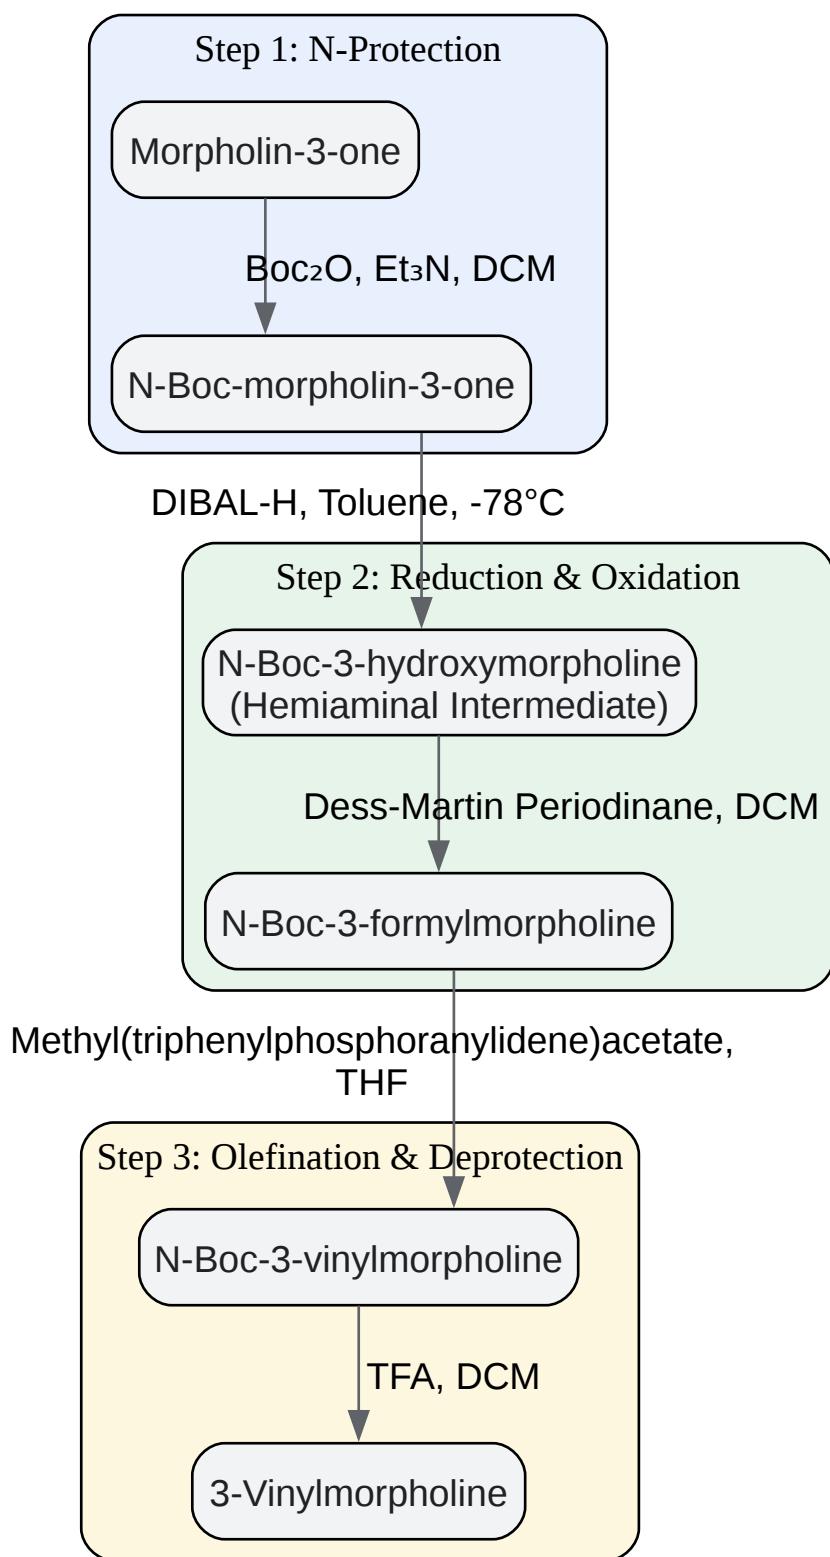 Step 1: N-Protection
Morpholin-3-one
Boc₂O, Et₃N, DCM
N-Boc-morpholin-3-one
DIBAL-H, Toluene, -78°C
Step 2: Reduction & Oxidation
N-Boc-3-hydroxymorpholine
(Hemiaminal Intermediate)
Dess-Martin Periodinane, DCM
N-Boc-3-formylmorpholine
Methyl(triphenylphosphoranylidene)acetate,
THF
Step 3: Olefination & Deprotection
N-Boc-3-vinylmorpholine
TFA, DCM
3-Vinylmorpholine